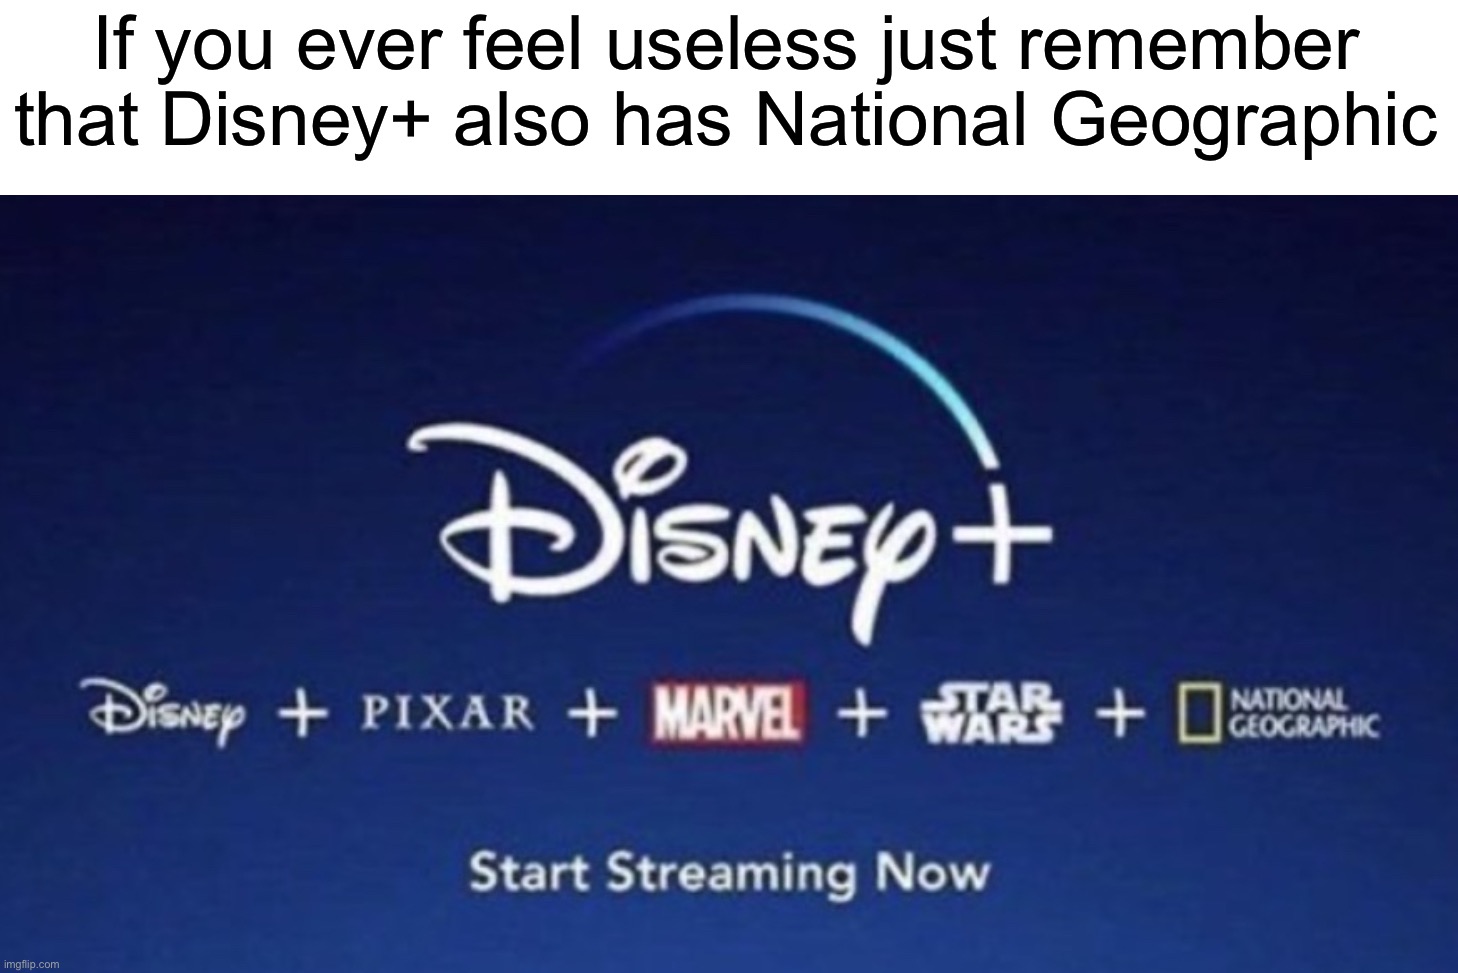 If you ever feel useless just remember
that Disney+ also has National Geographic
Disney+
Disney + PIXAR + MARVEL + STAR WARS + NATIONAL GEOGRAPHIC
Start Streaming Now
imgflip.com